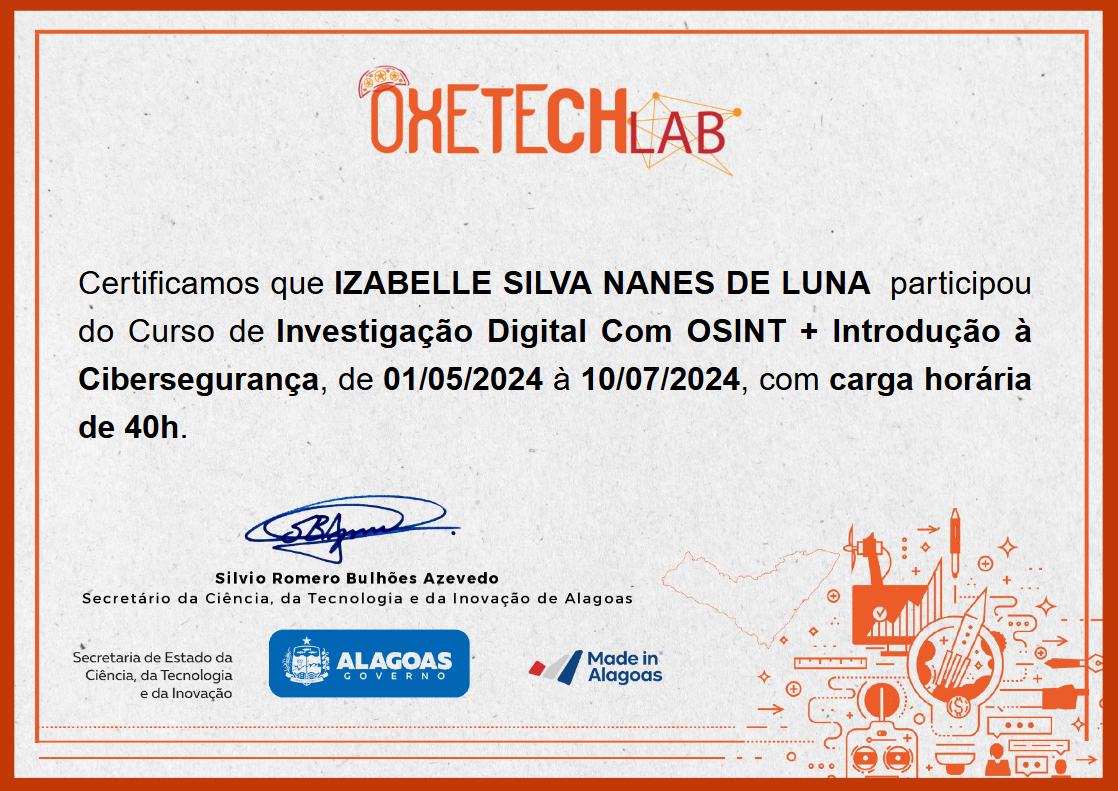 OXETECHLAB
Certificamos que IZABELLE SILVA NANES DE LUNA participou
do Curso de Investigação Digital Com OSINT + Introdução à
Cibersegurança, de 01/05/2024 à 10/07/2024, com carga horária
de 40h.
Silvio Romero Bulhões Azevedo
Secretário da Ciência, da Tecnologia e da Inovação de Alagoas
Secretaria de Estado da
Ciência, da Tecnologia
e da Inovação
ALAGOAS
GOVERNO
Made in
Alagoas